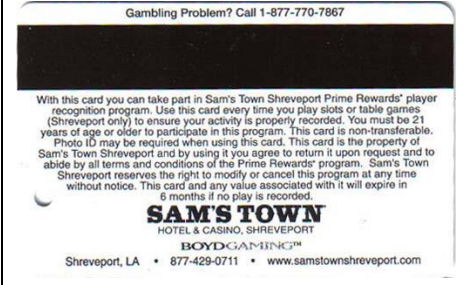 Gambling Problem? Call 1-877-770-7867
With this card you can take part in Sam's Town Shreveport Prime Rewards* player
recognition program. Use this card every time you play slots or table games
(Shreveport only) to ensure your activity is properly recorded. You must be 21
years of age or older to participate in this program. This card is non-transferable.
Photo ID may be required when using this card. This card is the property of
Sam's Town Shreveport and by using it you agree to return it upon request and to
abide by all terms and conditions of the Prime Rewards* program. Sam's Town
Shreveport reserves the right to modify or cancel this program at any time
without notice. This card and any value associated with it will expire in
6 months if no play is recorded.
SAM'S TOWN
HOTEL & CASINO, SHREVEPORT
BOYDGAMING™
Shreveport, LA • 877-429-0711 • www.samstownshreveport.com